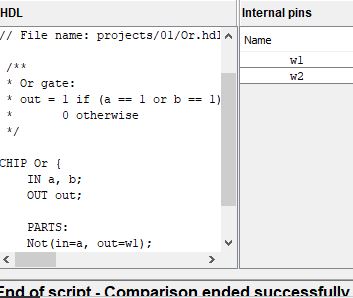 HDL
Internal pins
// File name: projects/01/Or.hdl
Name
w1
w2
/**
* Or gate:
* out = 1 if (a == 1 or b == 1)
* 0 otherwise
*/
CHIP Or {
IN a, b;
OUT out;
PARTS:
Not(in=a, out=w1);
End of script - Comparison ended successfully